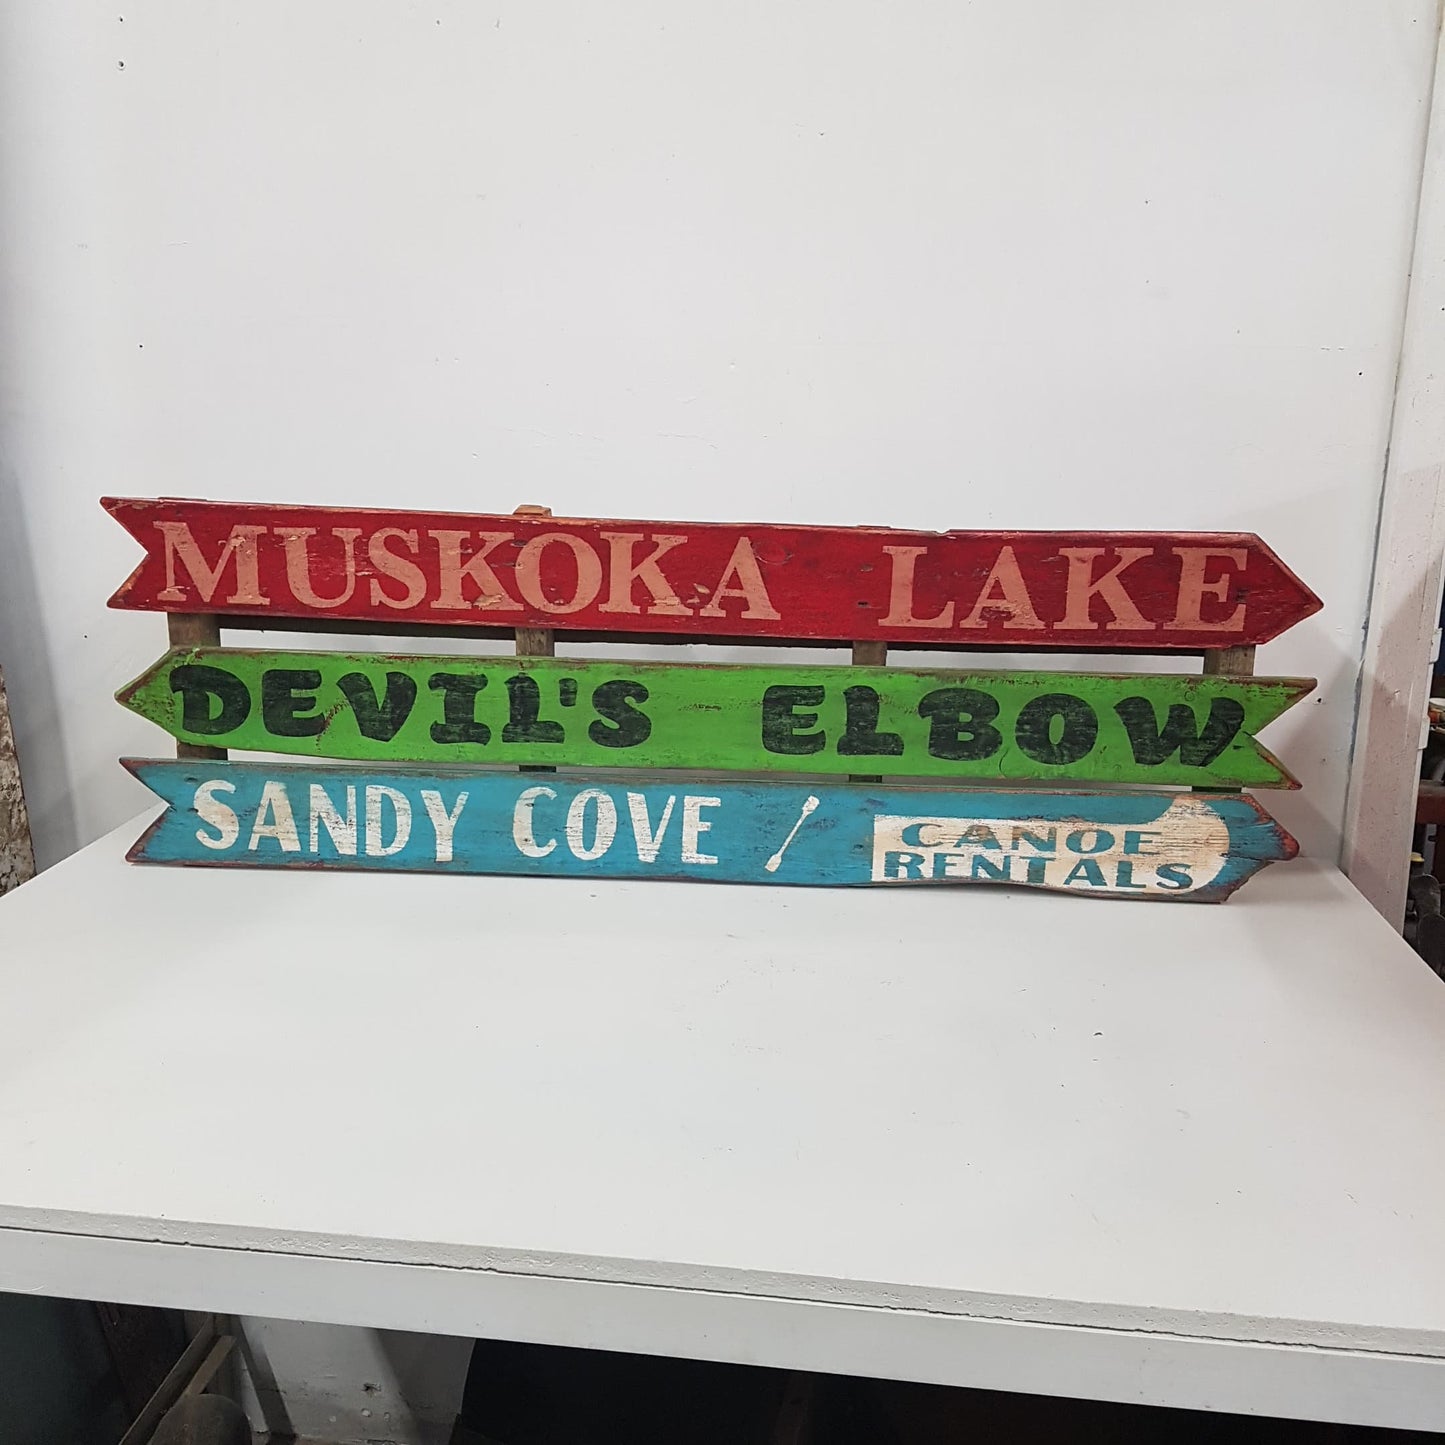 MUSKOKA LAKE
DEVIL'S ELBOW
SANDY COVE
CANOE
RENTALS